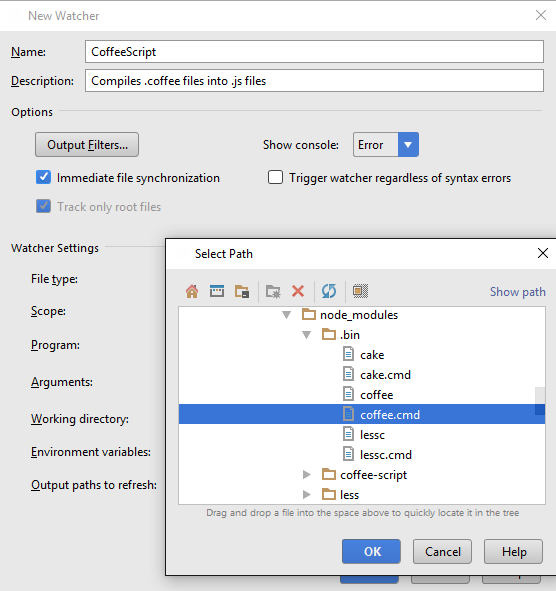 New Watcher
Name: CoffeeScript
Description: Compiles .coffee files into .js files
Options
Output Filters... Show console: Error
Immediate file synchronization Trigger watcher regardless of syntax errors
Track only root files
Watcher Settings
Select Path
File type:
Show path
Scope:
node_modules
.bin
Program:
cake
cake.cmd
Arguments:
coffee
coffee.cmd
Working directory:
lessc
Environment variables:
lessc.cmd
coffee-script
Output paths to refresh:
less
Drag and drop a file into the space above to quickly locate it in the tree
OK Cancel Help